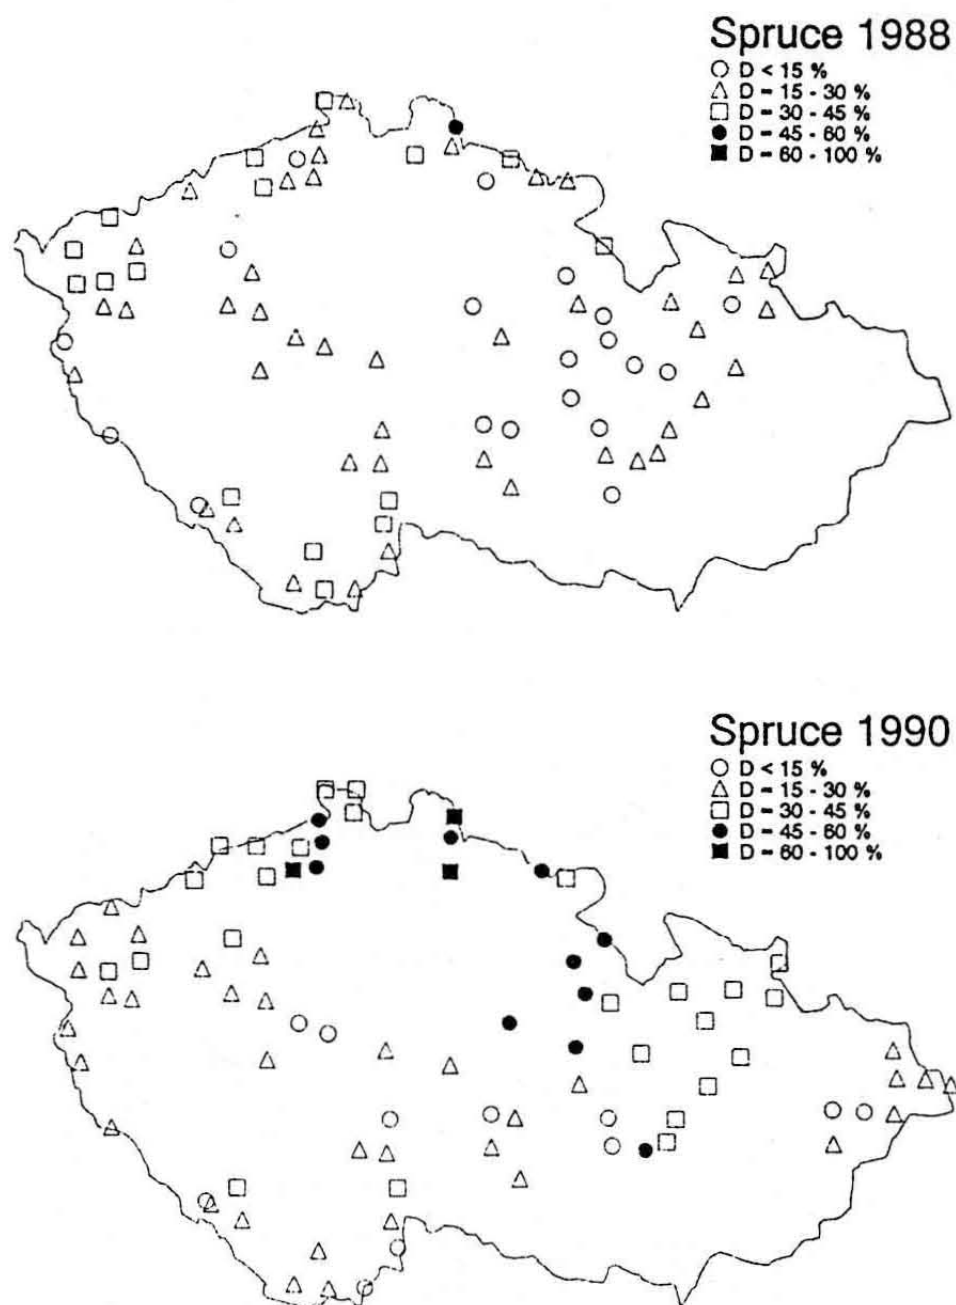 Spruce 1988
D < 15 %
D = 15 - 30 %
D = 30 - 45 %
D = 45 - 60 %
D = 60 - 100 %
Spruce 1990
D < 15 %
D = 15 - 30 %
D = 30 - 45 %
D = 45 - 60 %
D = 60 - 100 %